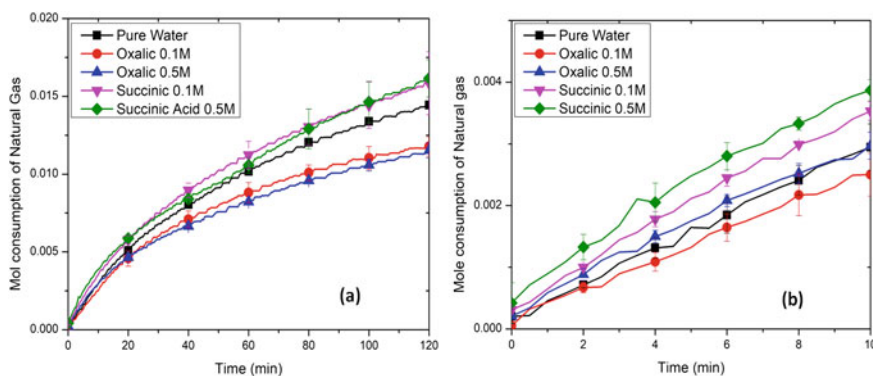 Mol consumption of Natural Gas
0.020
0.015
0.010
0.005
0.000
Pure Water
Oxalic 0.1M
Oxalic 0.5M
Succinic 0.1M
Succinic Acid 0.5M
(a)
0
20
40
60
80
100
120
Time (min)
Mole consumption of Natural gas
0.004
0.002
0.000
Pure Water
Oxalic 0.1M
Oxalic 0.5M
Succinic 0.1M
Succinic 0.5M
(b)
0
2
4
6
8
10
Time (min)